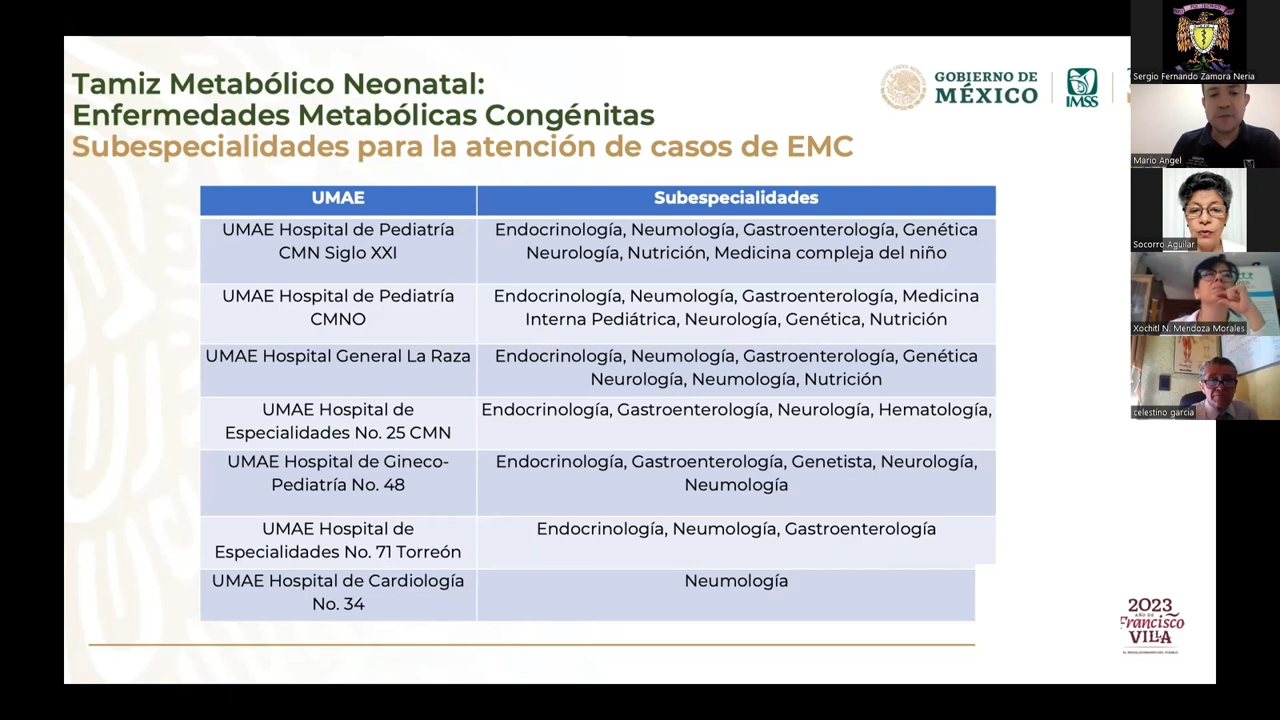 Tamiz Metabólico Neonatal:
Enfermedades Metabólicas Congénitas
Subespecialidades para la atención de casos de EMC
GOBIERNO DE
MÉXICO
IMSS
UMAE
Subespecialidades
UMAE Hospital de Pediatría
CMN Siglo XXI
Endocrinología, Neumología, Gastroenterología, Genética
Neurología, Nutrición, Medicina compleja del niño
UMAE Hospital de Pediatría
CMNO
Endocrinología, Neumología, Gastroenterología, Medicina
Interna Pediátrica, Neurología, Genética, Nutrición
UMAE Hospital General La Raza
Endocrinología, Neumología, Gastroenterología, Genética
Neurología, Neumología, Nutrición
UMAE Hospital de
Especialidades No. 25 CMN
Endocrinología, Gastroenterología, Neurología, Hematología,
UMAE Hospital de Gineco-
Pediatría No. 48
Endocrinología, Gastroenterología, Genetista, Neurología,
Neumología
UMAE Hospital de
Especialidades No. 71 Torreón
Endocrinología, Neumología, Gastroenterología
UMAE Hospital de Cardiología
No. 34
Neumología
2023
AÑO DE
Francisco
VILLA
Sergio Fernando Zamora Neria
Mario Angel
Socorro Aguilar
Xochitl N. Mendoza Morales
celestino garcia